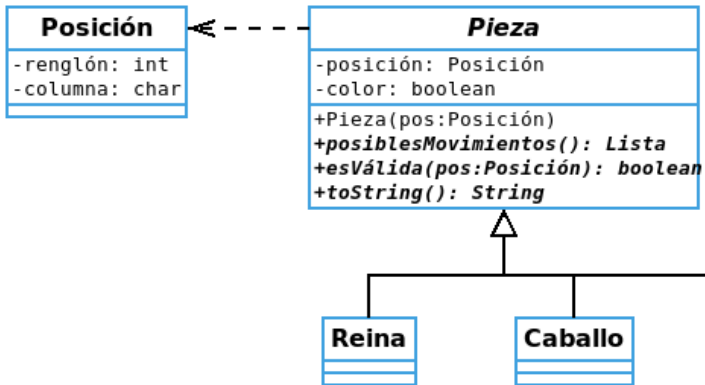 Posición
-renglón: int
-columna: char
Pieza
-posición: Posición
-color: boolean
+Pieza(pos:Posición)
+posiblesMovimientos(): Lista
+esVálida(pos:Posición): boolean
+toString(): String
Reina
Caballo